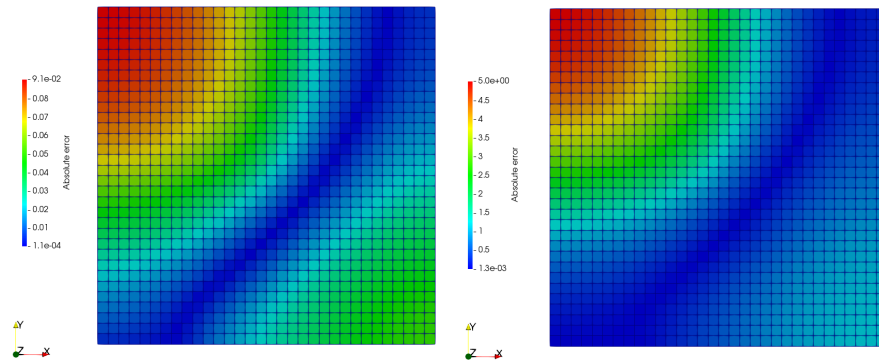 9.1e-02
0.08
0.07
0.06
0.05
0.04
0.03
0.02
0.01
1.1e-04
Absolute error
Y
Z X
5.0e+00
4.5
4
3.5
3
2.5
2
1.5
1
0.5
1.3e-03
Absolute error
Y
Z X